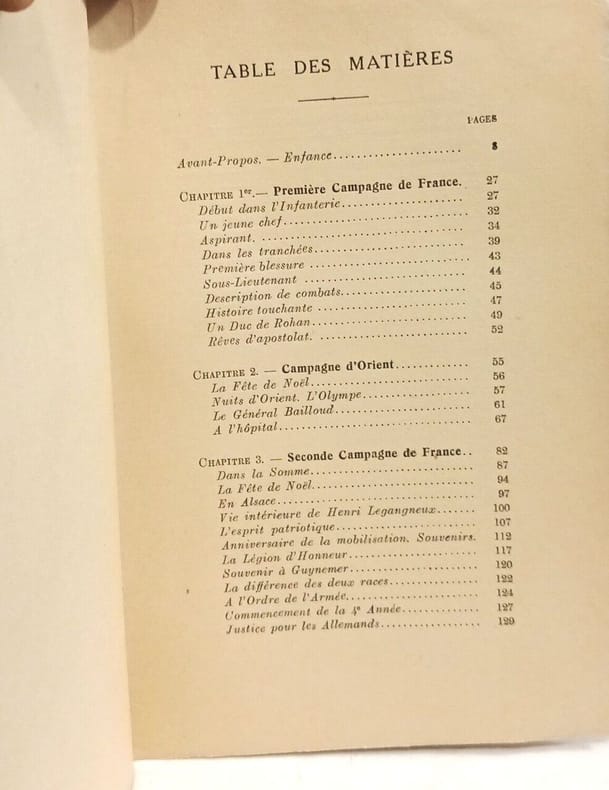 TABLE DES MATIÈRES
PAGES
Avant-Propos. — Enfance..................... 8
CHAPITRE 1er.— Première Campagne de France. 27
Début dans l'Infanterie.................. 27
Un jeune chef........................... 32
Aspirant. .............................. 34
Dans les tranchées...................... 39
Première blessure ...................... 43
Sous-Lieutenant ........................ 44
Description de combats.................. 45
Histoire touchante ..................... 47
Un Duc de Rohan......................... 49
Rêves d'apostolat. ..................... 52
CHAPITRE 2. — Campagne d'Orient............ 55
La Fête de Noël......................... 56
Nuits d'Orient. L'Olympe................ 57
Le Général Bailloud..................... 61
A l'hôpital............................. 67
CHAPITRE 3. — Seconde Campagne de France.. 82
Dans la Somme........................... 87
La Fête de Noël......................... 94
En Alsace............................... 97
Vie intérieure de Henri Legangneux...... 100
L'esprit patriotique.................... 107
Anniversaire de la mobilisation. Souvenirs. 112
La Légion d'Honneur..................... 117
Souvenir à Guynemer..................... 120
La différence des deux races............ 122
A l'Ordre de l'Armée.................... 124
Commencement de la 4e Année............. 127
Justice pour les Allemands.............. 129